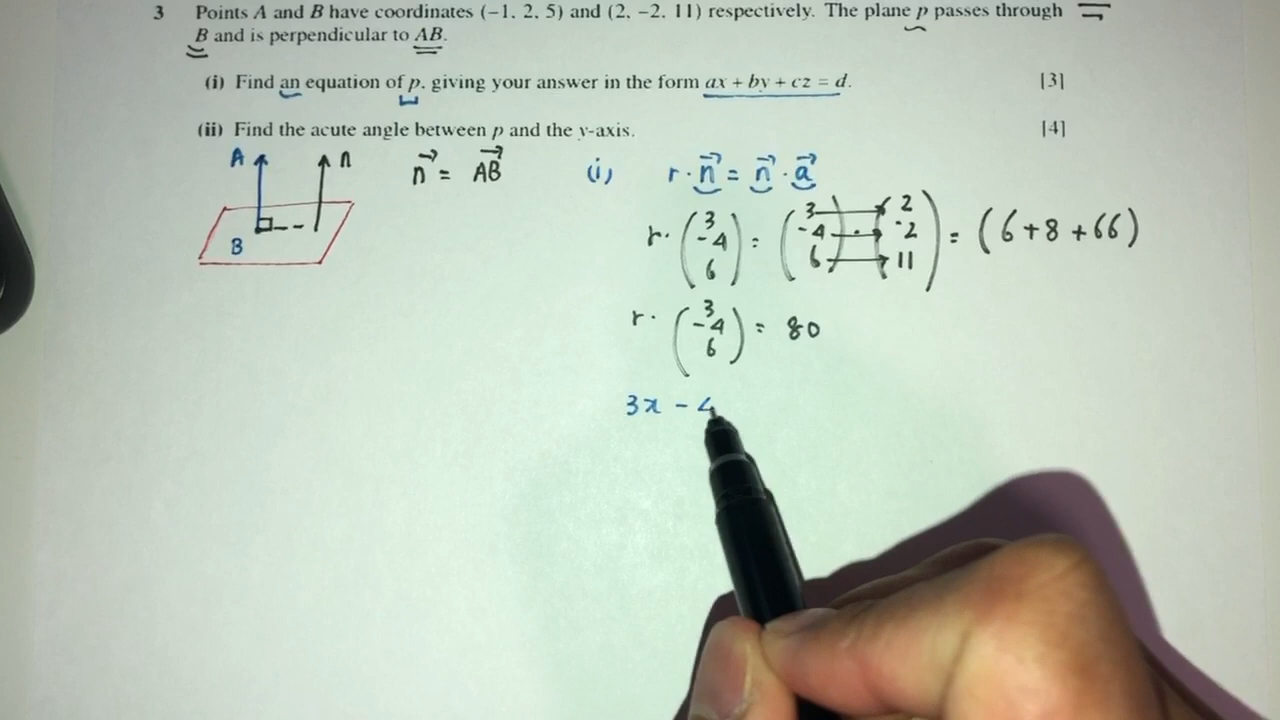 3 Points A and B have coordinates (−1, 2, 5) and (2, −2, 11) respectively. The plane p passes through
B and is perpendicular to AB.
(i) Find an equation of p, giving your answer in the form ax + by + cz = d. [3]
(ii) Find the acute angle between p and the y-axis. [4]
A n
B
n⃗ = AB⃗
(i) r · n⃗ = n⃗ · a⃗
r · (3 −4 6) = (3 −4 6) · (2 −2 11) = (6+8+66)
r · (3 −4 6) = 80
3x − 4